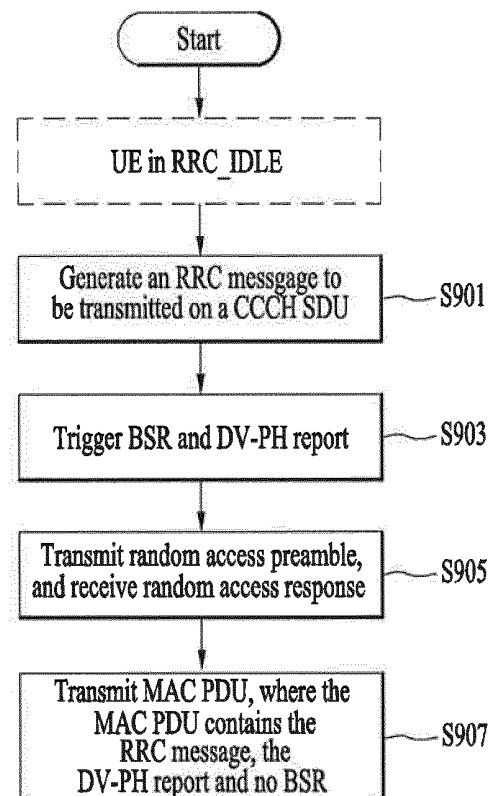 Start
UE in RRC_IDLE
Generate an RRC messgage to
be transmitted on a CCCH SDU
S901
Trigger BSR and DV-PH report
S903
Transmit random access preamble,
and receive random access response
S905
Transmit MAC PDU, where the
MAC PDU contains the
RRC message, the
DV-PH report and no BSR
S907